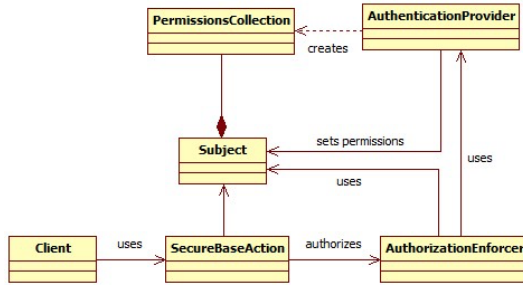 PermissionsCollection
AuthenticationProvider
creates
sets permissions
Subject
uses
uses
Client
uses
SecureBaseAction
authorizes
AuthorizationEnforcer